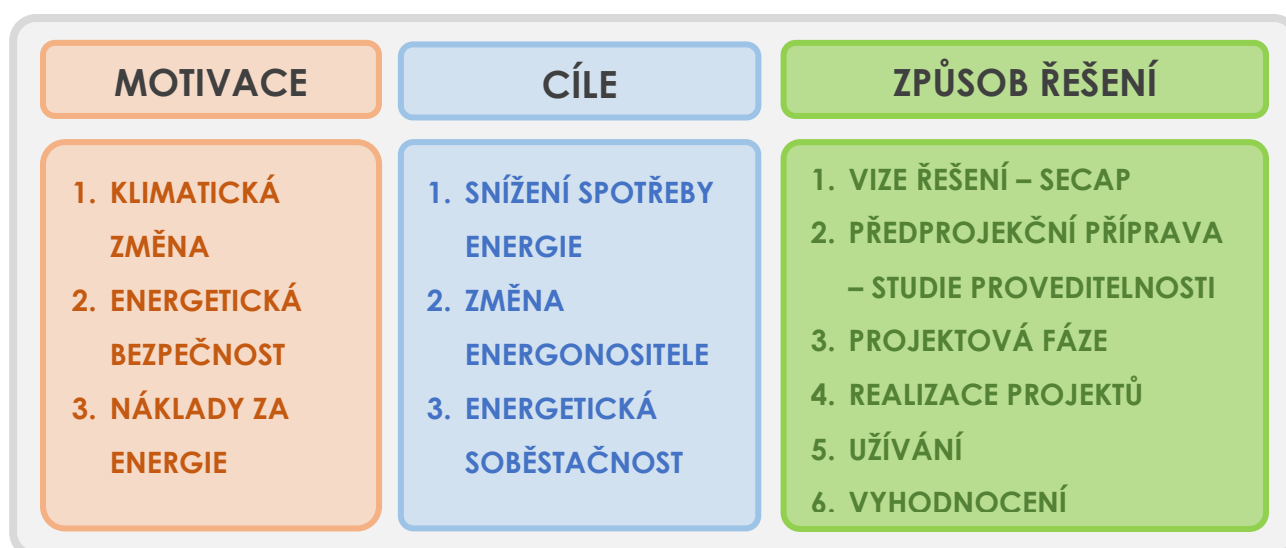 MOTIVACE
1. KLIMATICKÁ
ZMĚNA
2. ENERGETICKÁ
BEZPEČNOST
3. NÁKLADY ZA
ENERGIE
CÍLE
1. SNÍŽENÍ SPOTŘEBY
ENERGIE
2. ZMĚNA
ENERGONOSITELE
3. ENERGETICKÁ
SOBĚSTAČNOST
ZPŮSOB ŘEŠENÍ
1. VIZE ŘEŠENÍ – SECAP
2. PŘEDPROJEKČNÍ PŘÍPRAVA
– STUDIE PROVEDITELNOSTI
3. PROJEKTOVÁ FÁZE
4. REALIZACE PROJEKTŮ
5. UŽÍVÁNÍ
6. VYHODNOCENÍ